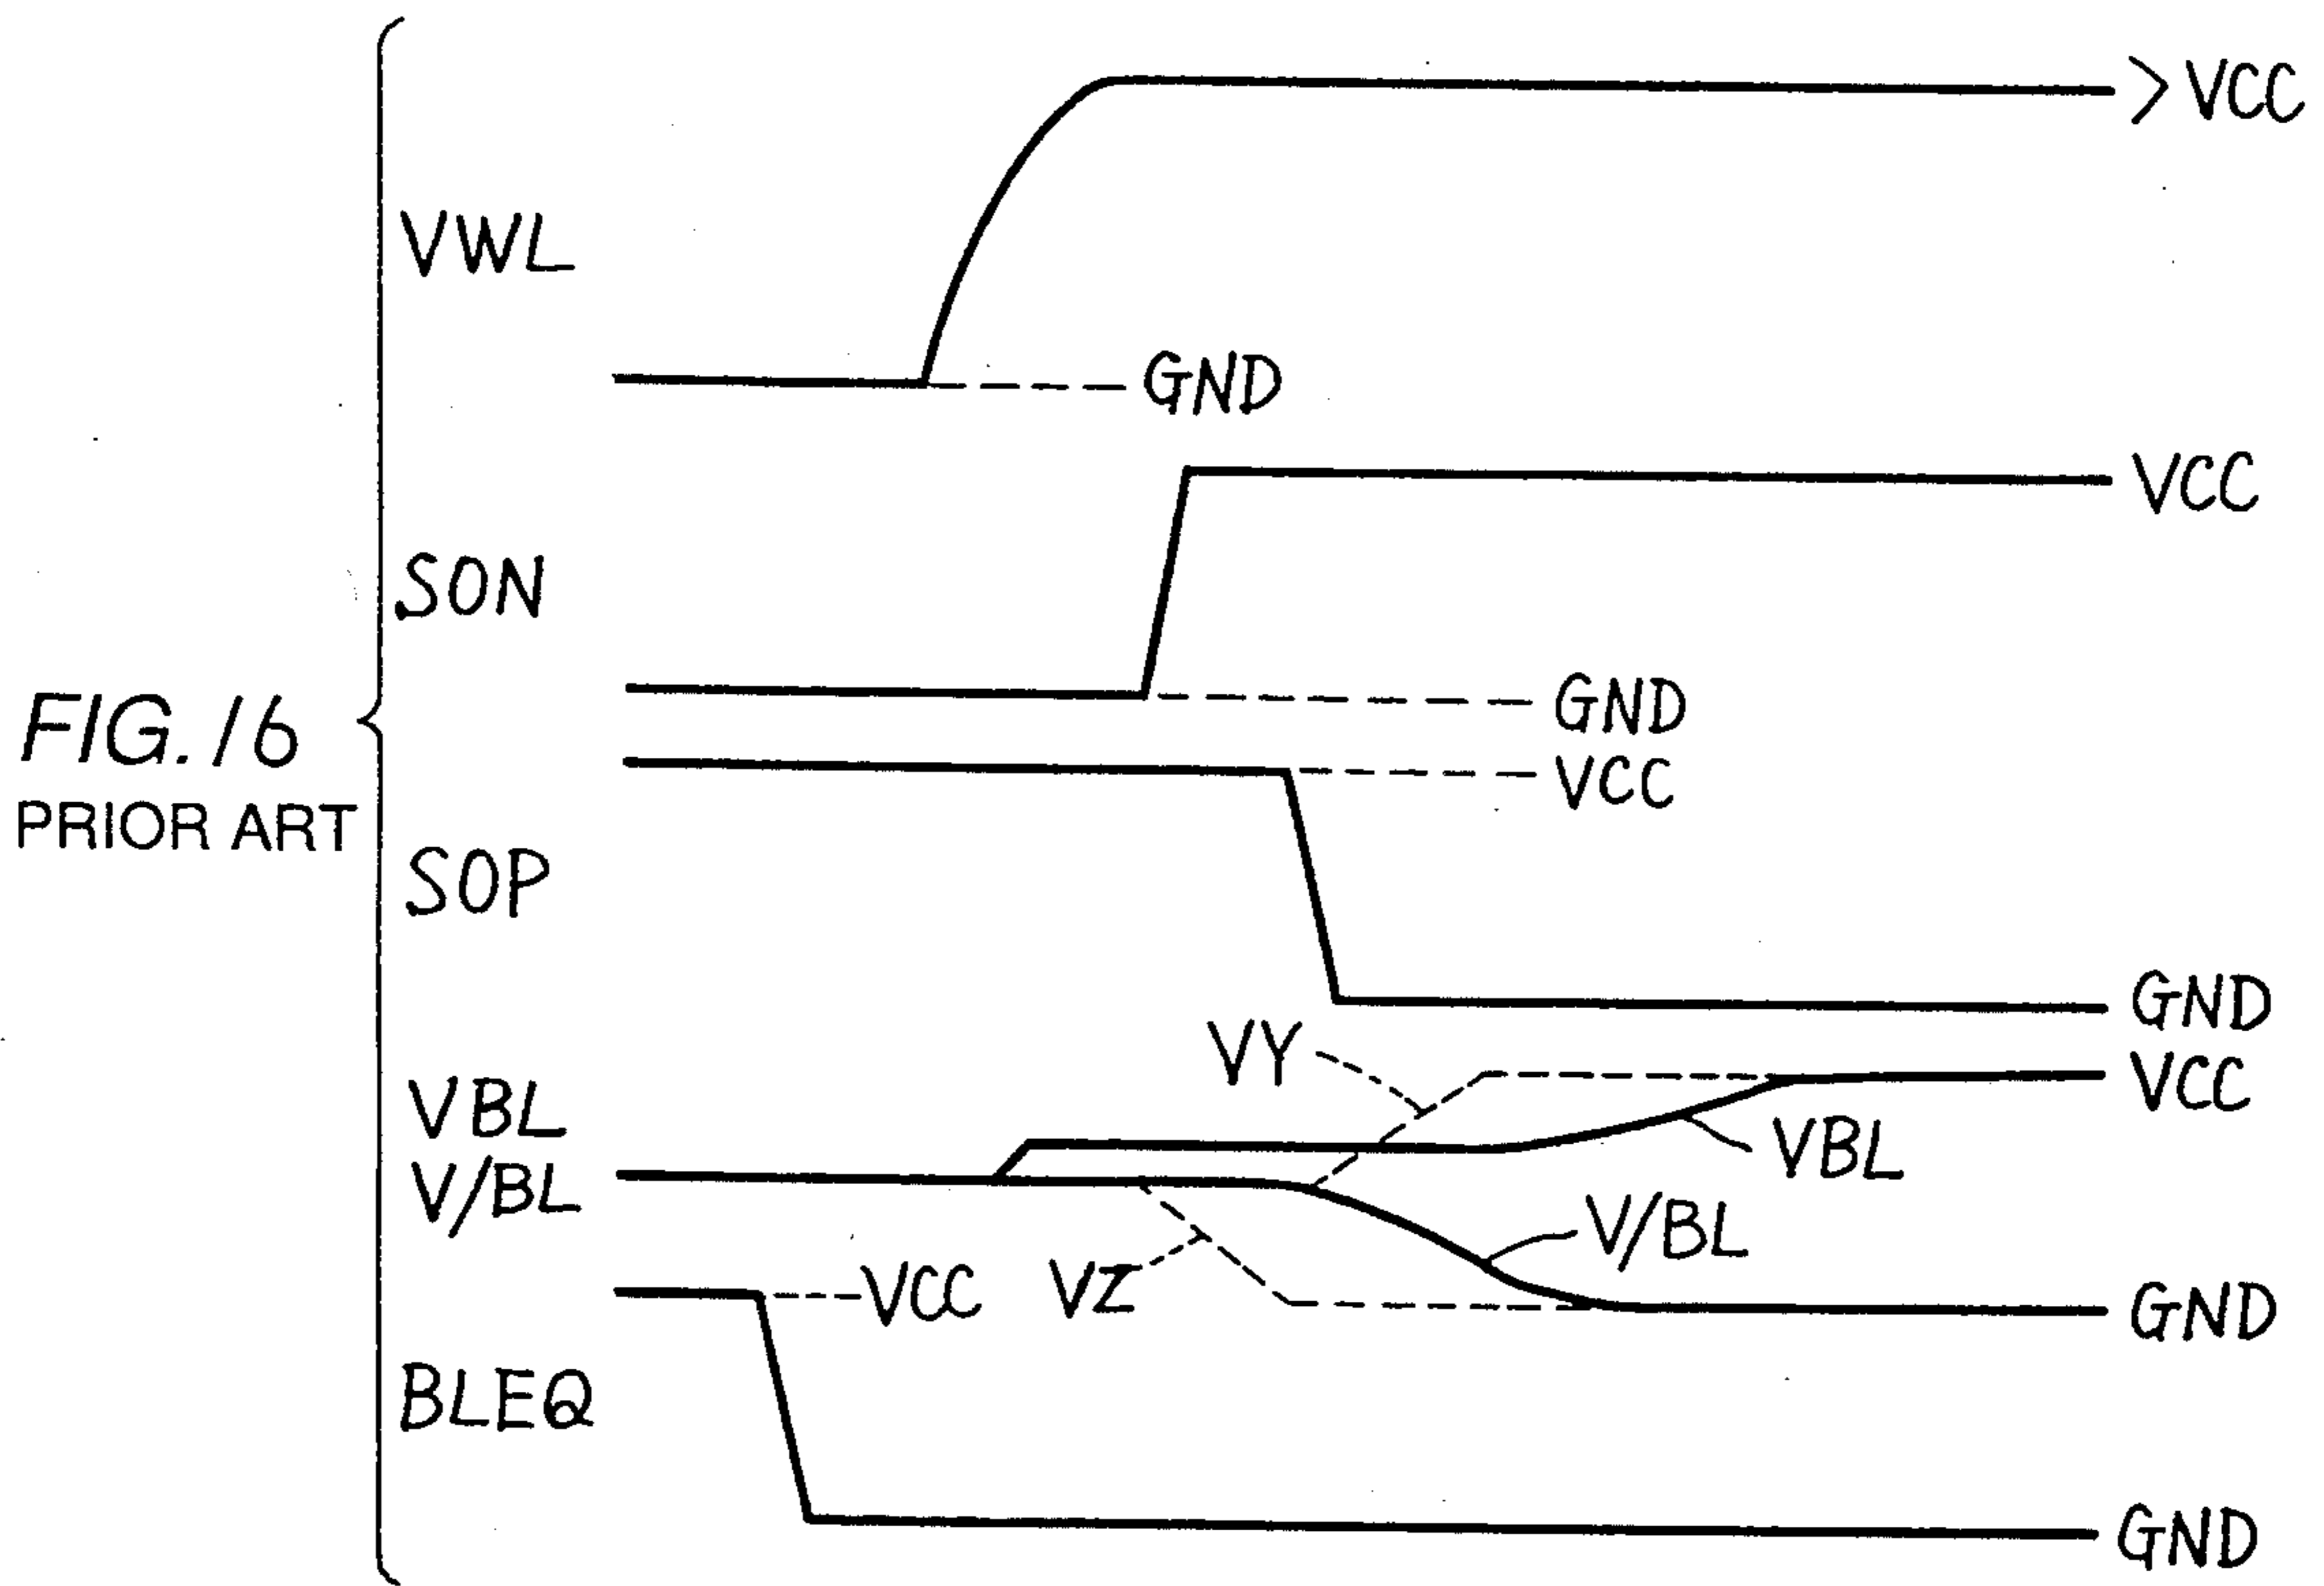 > VCC
VWL
GND
VCC
SON
GND
FIG. 16
PRIOR ART
VCC
SOP
GND
VY
VCC
VBL
VBL
V/BL
V/BL
VZ
VCC
GND
BLEQ
GND